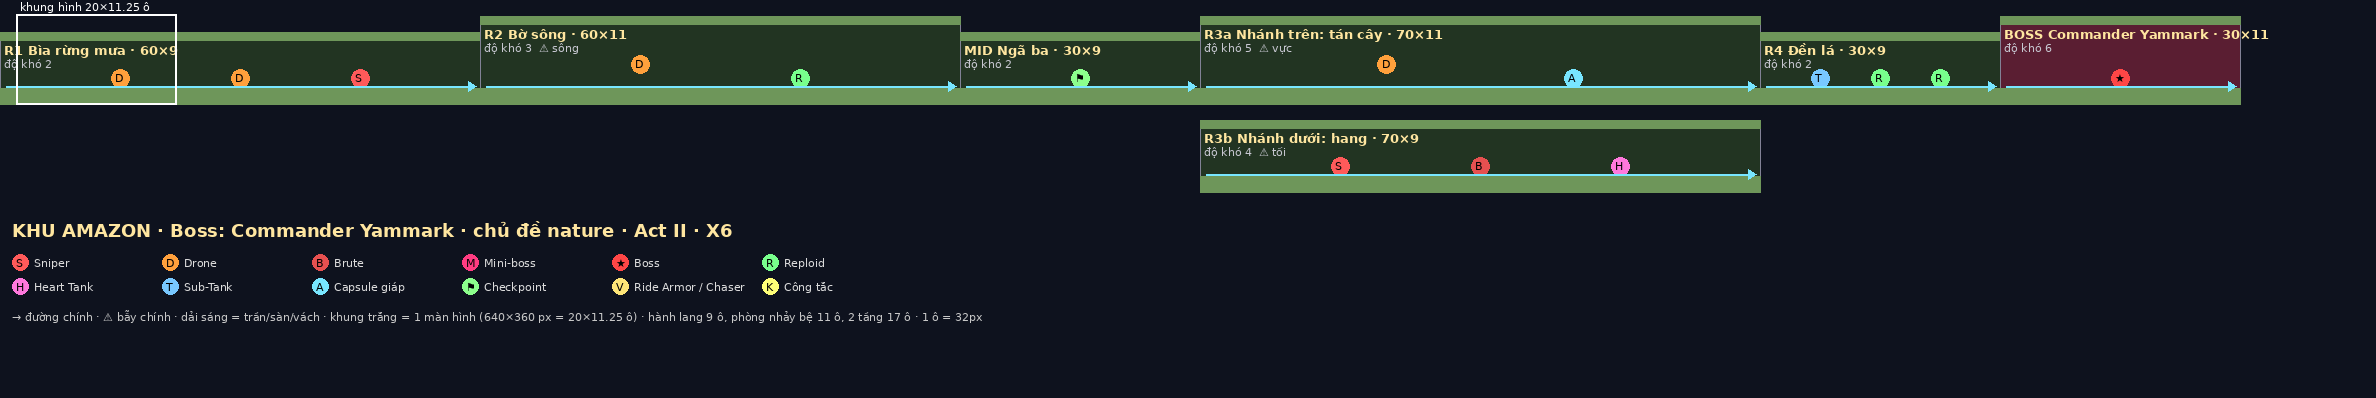 khung hình 20×11.25 ô
R1 Bìa rừng mưa · 60×9
độ khó 2
D
D
S
R2 Bờ sông · 60×11
độ khó 3 ⚠ sông
D
R
MID Ngã ba · 30×9
độ khó 2
⚑
R3a Nhánh trên: tán cây · 70×11
độ khó 5 ⚠ vực
D
A
R4 Đền lá · 30×9
độ khó 2
T
R
R
BOSS Commander Yammark · 30×11
độ khó 6
★
R3b Nhánh dưới: hang · 70×9
độ khó 4 ⚠ tối
S
B
H
KHU AMAZON · Boss: Commander Yammark · chủ đề nature · Act II · X6
S Sniper
D Drone
B Brute
M Mini-boss
★ Boss
R Reploid
H Heart Tank
T Sub-Tank
A Capsule giáp
⚑ Checkpoint
V Ride Armor / Chaser
K Công tắc
→ đường chính · ⚠ bẫy chính · dải sáng = trần/sàn/vách · khung trắng = 1 màn hình (640×360 px = 20×11.25 ô) · hành lang 9 ô, phòng nhảy bệ 11 ô, 2 tầng 17 ô · 1 ô = 32px